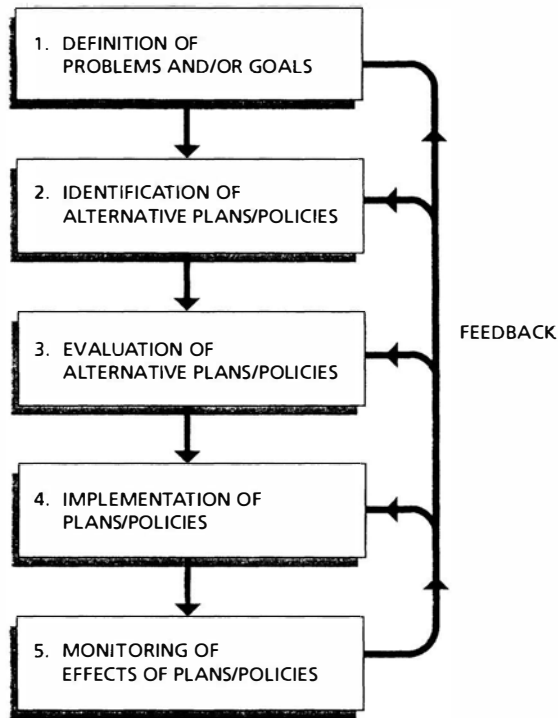 1. DEFINITION OF
PROBLEMS AND/OR GOALS
2. IDENTIFICATION OF
ALTERNATIVE PLANS/POLICIES
3. EVALUATION OF
ALTERNATIVE PLANS/POLICIES
FEEDBACK
4. IMPLEMENTATION OF
PLANS/POLICIES
5. MONITORING OF
EFFECTS OF PLANS/POLICIES